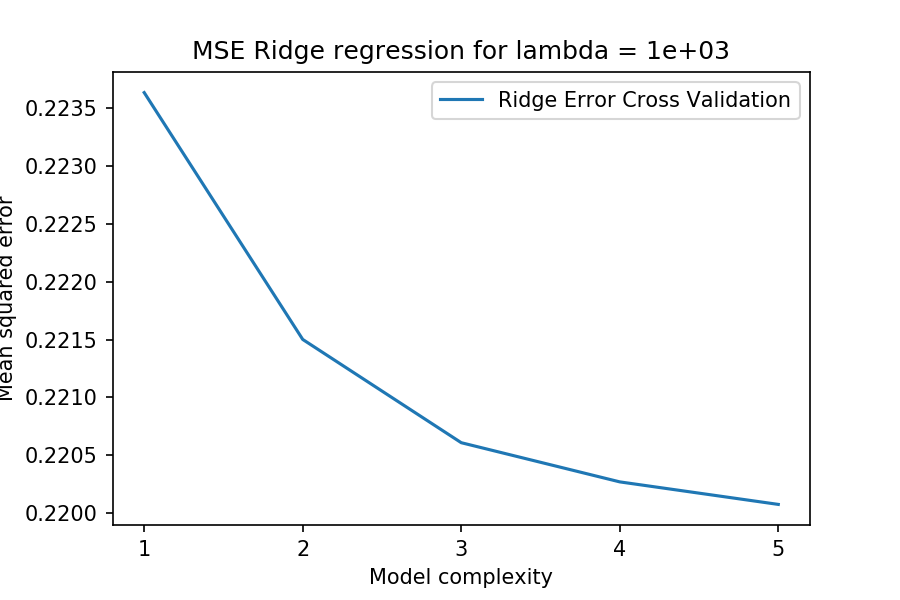 MSE Ridge regression for lambda = 1e+03
Ridge Error Cross Validation
Mean squared error
0.2235
0.2230
0.2225
0.2220
0.2215
0.2210
0.2205
0.2200
1 2 3 4 5
Model complexity